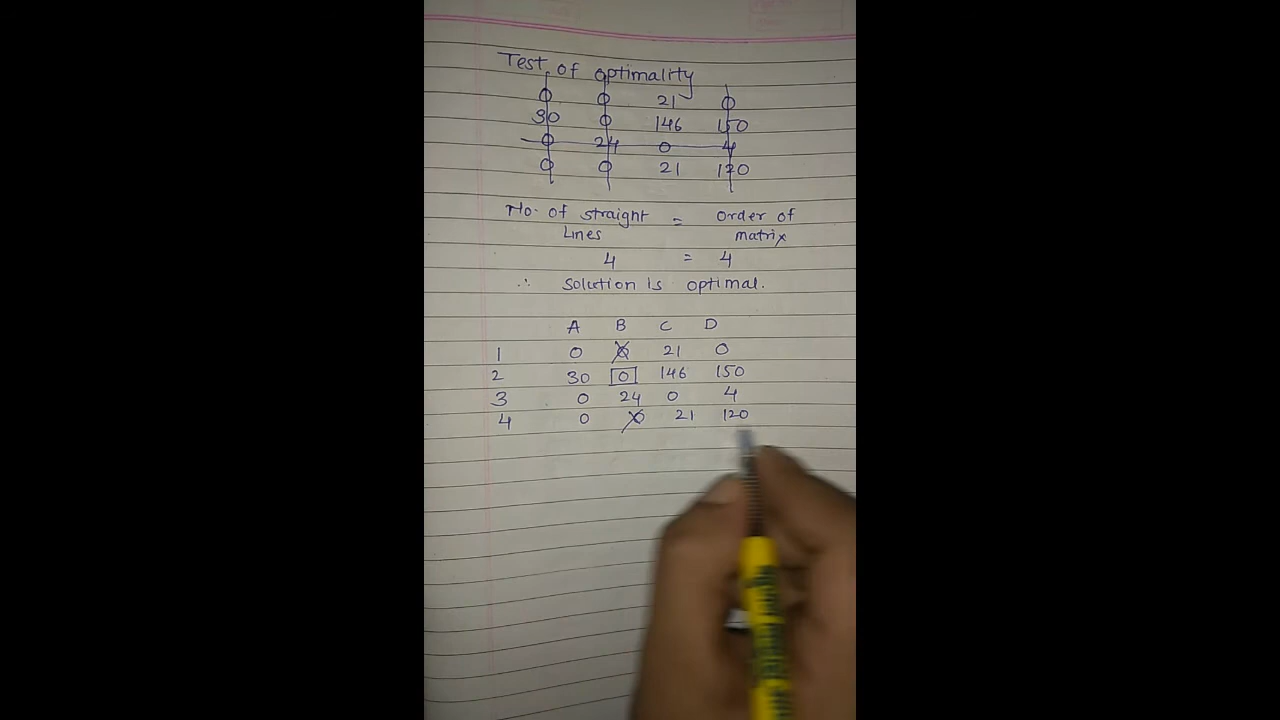 Test of optimality
0 0 21 0
30 0 146 150
0 24 0 4
0 0 21 120
No. of straight = order of
Lines matrix
4 = 4
∴ Solution is optimal.
A B C D
1 0 0 21 0
2 30 0 146 150
3 0 24 0 4
4 0 0 21 120